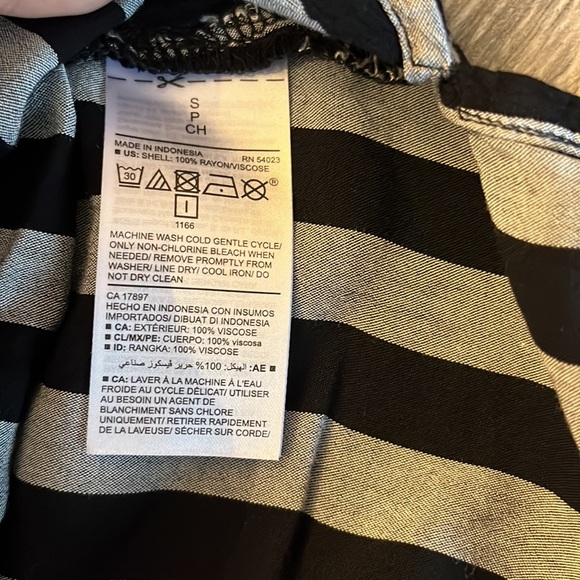 S
P
CH
MADE IN INDONESIA RN 54023
■ US: SHELL: 100% RAYON/VISCOSE
30 ®
1166
MACHINE WASH COLD GENTLE CYCLE/
ONLY NON-CHLORINE BLEACH WHEN
NEEDED/ REMOVE PROMPTLY FROM
WASHER/ LINE DRY/ COOL IRON/ DO
NOT DRY CLEAN
CA 17897
HECHO EN INDONESIA CON INSUMOS
IMPORTADOS/ DIBUAT DI INDONESIA
■ CA: EXTÉRIEUR: 100% VISCOSE
■ CL/MX/PE: CUERPO: 100% viscosa
■ ID: RANGKA: 100% VISCOSE
■ AE: الهيكل: 100% حرير فيسكوز صناعي
■ CA: LAVER À LA MACHINE À L'EAU
FROIDE AU CYCLE DÉLICAT/ UTILISER
AU BESOIN UN AGENT DE
BLANCHIMENT SANS CHLORE
UNIQUEMENT/ RETIRER RAPIDEMENT
DE LA LAVEUSE/ SÉCHER SUR CORDE/